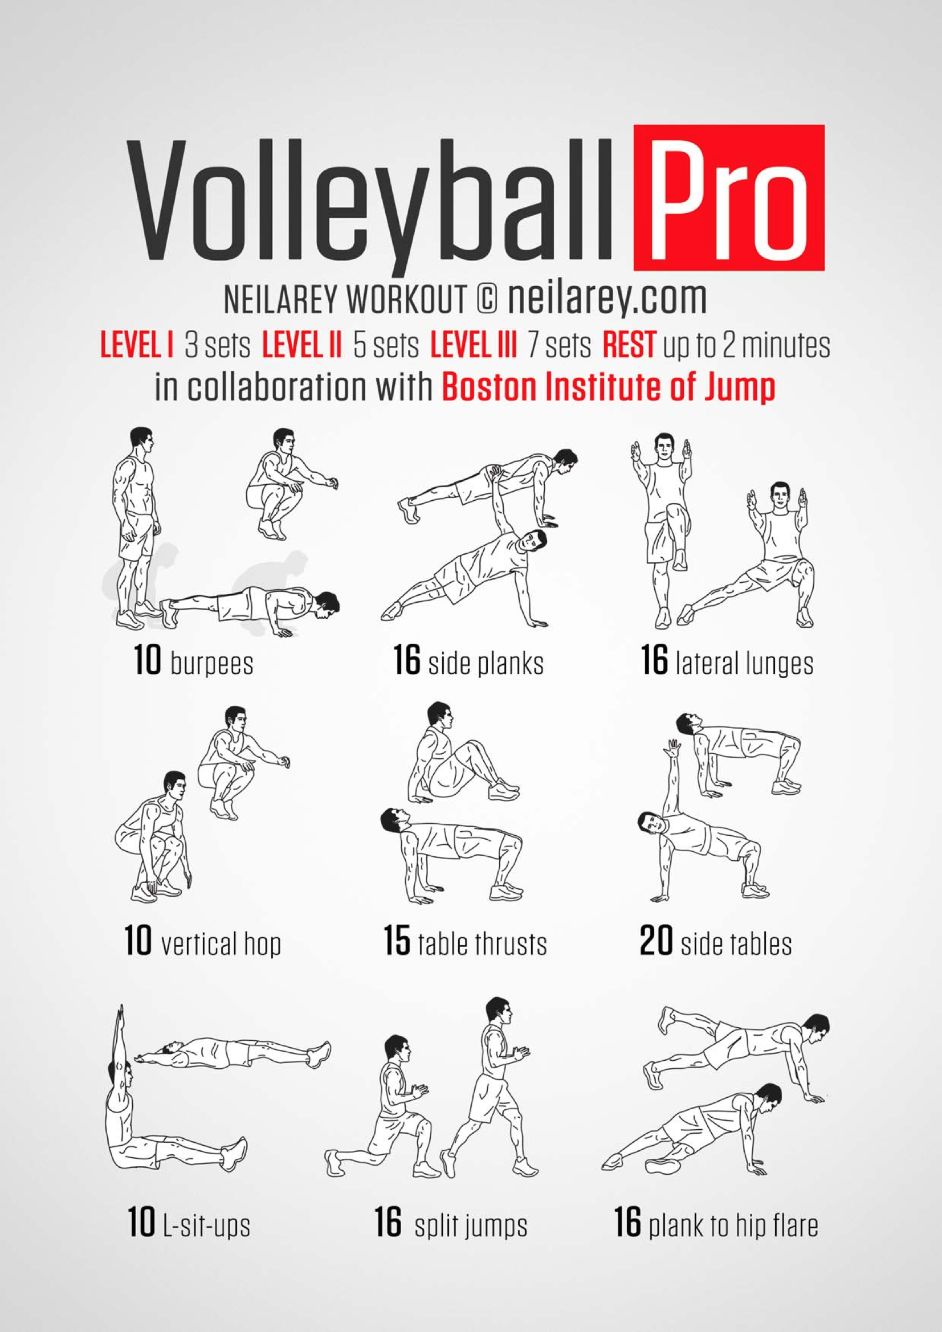 Volleyball Pro
NEILAREY WORKOUT © neilarey.com
LEVEL I 3 sets LEVEL II 5 sets LEVEL III 7 sets REST up to 2 minutes
in collaboration with Boston Institute of Jump
10 burpees
16 side planks
16 lateral lunges
10 vertical hop
15 table thrusts
20 side tables
10 L-sit-ups
16 split jumps
16 plank to hip flare